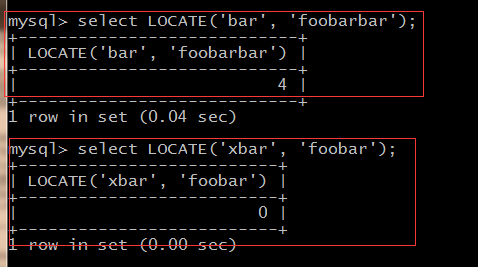 mysql> select LOCATE('bar', 'foobarbar');
+----------------------------+
| LOCATE('bar', 'foobarbar') |
+----------------------------+
|                          4 |
+----------------------------+
1 row in set (0.04 sec)
mysql> select LOCATE('xbar', 'foobar');
+--------------------------+
| LOCATE('xbar', 'foobar') |
+--------------------------+
|                        0 |
+--------------------------+
1 row in set (0.00 sec)